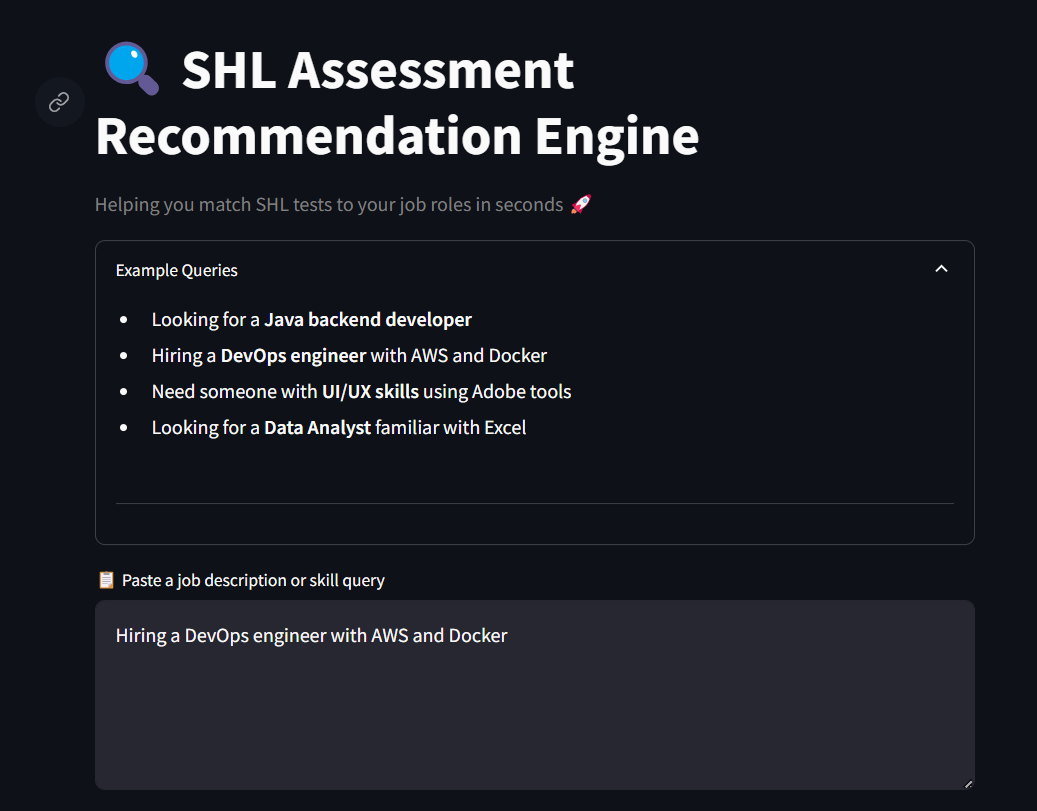 🔍 SHL Assessment
Recommendation Engine
Helping you match SHL tests to your job roles in seconds 🚀
Example Queries
• Looking for a Java backend developer
• Hiring a DevOps engineer with AWS and Docker
• Need someone with UI/UX skills using Adobe tools
• Looking for a Data Analyst familiar with Excel
📋 Paste a job description or skill query
Hiring a DevOps engineer with AWS and Docker